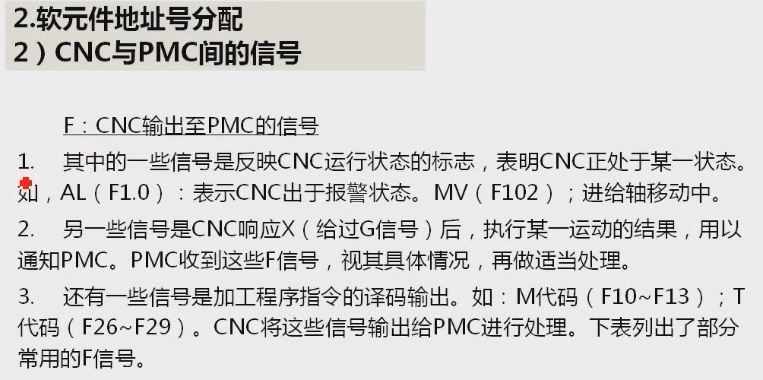 2.软元件地址号分配
2）CNC与PMC间的信号
F：CNC输出至PMC的信号
1. 其中的一些信号是反映CNC运行状态的标志，表明CNC正处于某一状态。
如，AL（F1.0）：表示CNC出于报警状态。MV（F102）；进给轴移动中。
2. 另一些信号是CNC响应X（给过G信号）后，执行某一运动的结果，用以
通知PMC。PMC收到这些F信号，视其具体情况，再做适当处理。
3. 还有一些信号是加工程序指令的译码输出。如：M代码（F10~F13）；T
代码（F26~F29）。CNC将这些信号输出给PMC进行处理。下表列出了部分
常用的F信号。